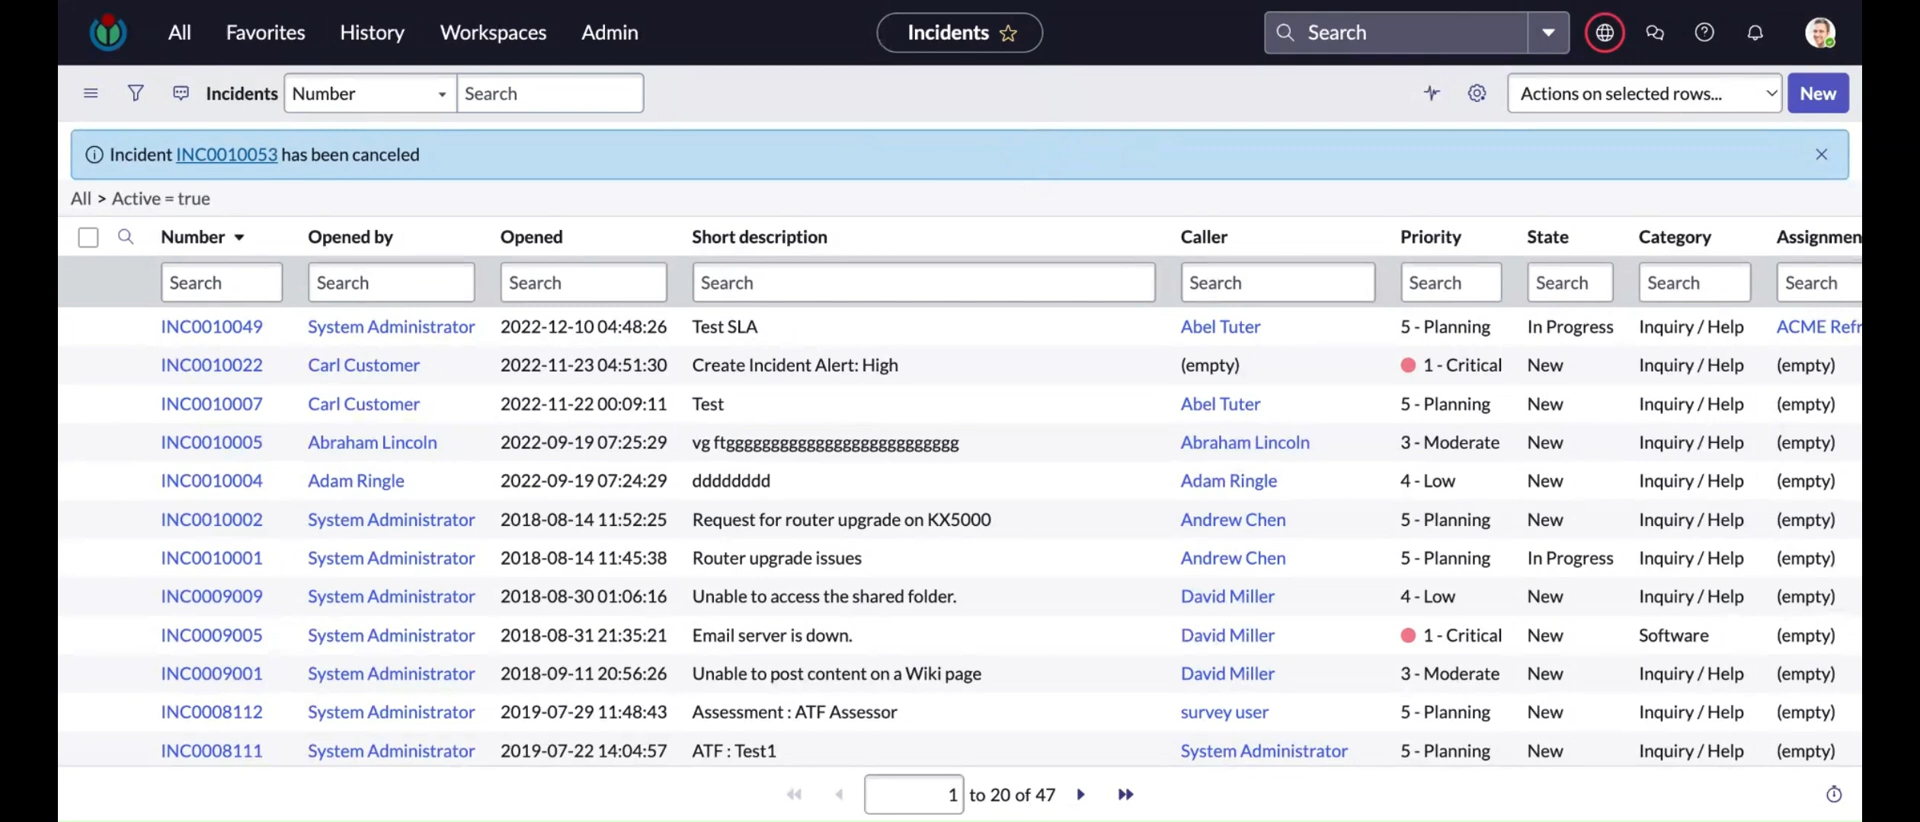 All Favorites History Workspaces Admin Incidents Search
Incidents Number Search Actions on selected rows... New
Incident INC0010053 has been canceled
All > Active = true
Number Opened by Opened Short description Caller Priority State Category Assignmen
Search Search Search Search Search Search Search Search Search
INC0010049 System Administrator 2022-12-10 04:48:26 Test SLA Abel Tuter 5 - Planning In Progress Inquiry / Help ACME Refr
INC0010022 Carl Customer 2022-11-23 04:51:30 Create Incident Alert: High (empty) 1 - Critical New Inquiry / Help (empty)
INC0010007 Carl Customer 2022-11-22 00:09:11 Test Abel Tuter 5 - Planning New Inquiry / Help (empty)
INC0010005 Abraham Lincoln 2022-09-19 07:25:29 vg ftgggggggggggggggggggggggggg Abraham Lincoln 3 - Moderate New Inquiry / Help (empty)
INC0010004 Adam Ringle 2022-09-19 07:24:29 dddddddd Adam Ringle 4 - Low New Inquiry / Help (empty)
INC0010002 System Administrator 2018-08-14 11:52:25 Request for router upgrade on KX5000 Andrew Chen 5 - Planning New Inquiry / Help (empty)
INC0010001 System Administrator 2018-08-14 11:45:38 Router upgrade issues Andrew Chen 5 - Planning In Progress Inquiry / Help (empty)
INC0009009 System Administrator 2018-08-30 01:06:16 Unable to access the shared folder. David Miller 4 - Low New Inquiry / Help (empty)
INC0009005 System Administrator 2018-08-31 21:35:21 Email server is down. David Miller 1 - Critical New Software (empty)
INC0009001 System Administrator 2018-09-11 20:56:26 Unable to post content on a Wiki page David Miller 3 - Moderate New Inquiry / Help (empty)
INC0008112 System Administrator 2019-07-29 11:48:43 Assessment : ATF Assessor survey user 5 - Planning New Inquiry / Help (empty)
INC0008111 System Administrator 2019-07-22 14:04:57 ATF : Test1 System Administrator 5 - Planning New Inquiry / Help (empty)
1 to 20 of 47